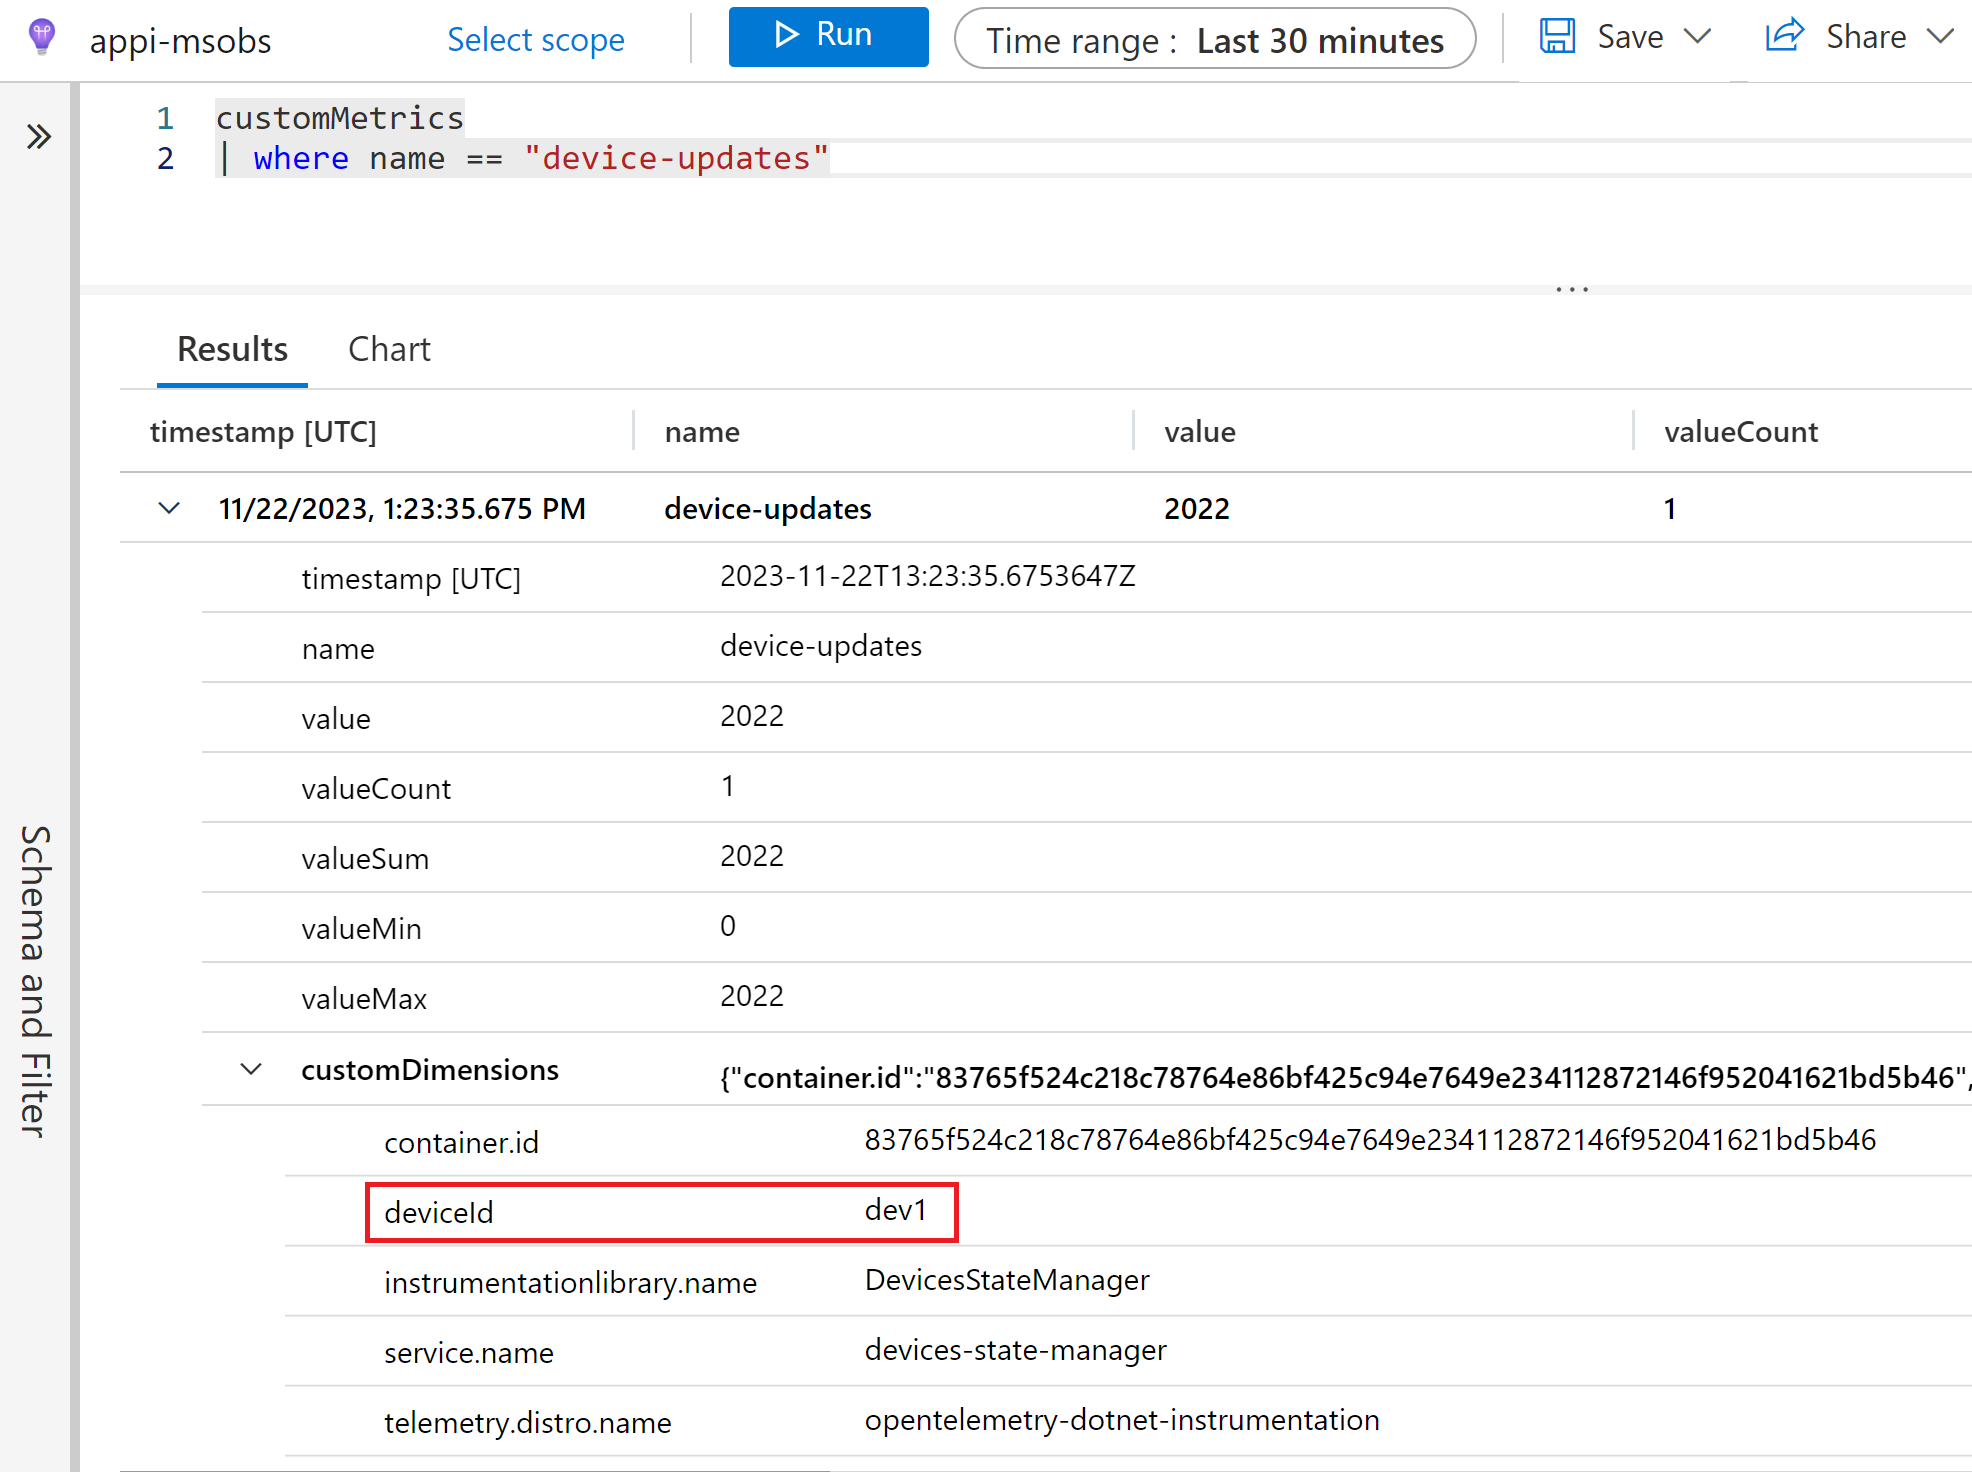 appi-msobs Select scope Run Time range : Last 30 minutes Save Share
1 customMetrics
2 | where name == "device-updates"
...
Results Chart
timestamp [UTC] name value valueCount
11/22/2023, 1:23:35.675 PM device-updates 2022 1
timestamp [UTC] 2023-11-22T13:23:35.6753647Z
name device-updates
value 2022
valueCount 1
valueSum 2022
valueMin 0
valueMax 2022
customDimensions {"container.id":"83765f524c218c78764e86bf425c94e7649e234112872146f952041621bd5b46",
container.id 83765f524c218c78764e86bf425c94e7649e234112872146f952041621bd5b46
deviceId dev1
instrumentationlibrary.name DevicesStateManager
service.name devices-state-manager
telemetry.distro.name opentelemetry-dotnet-instrumentation
Schema and Filter